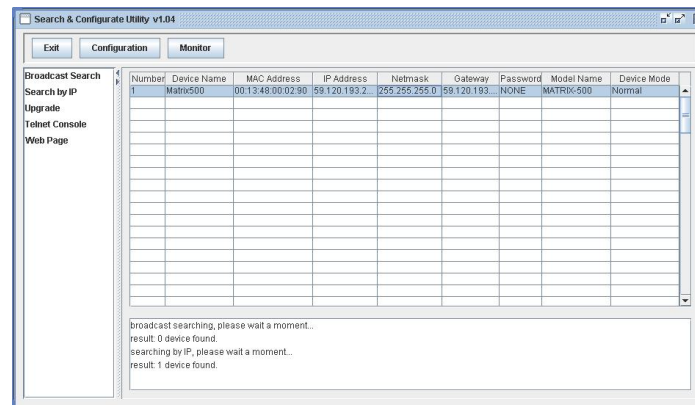 Search & Configurate Utility v1.04
Exit Configuration Monitor
Broadcast Search
Search by IP
Upgrade
Telnet Console
Web Page
Number Device Name MAC Address IP Address Netmask Gateway Password Model Name Device Mode
1 Matrix500 00:13:48:00:02:90 59.120.193.2... 255.255.255.0 59.120.193.... NONE MATRIX-500 Normal
broadcast searching, please wait a moment...
result: 0 device found.
searching by IP, please wait a moment...
result: 1 device found.